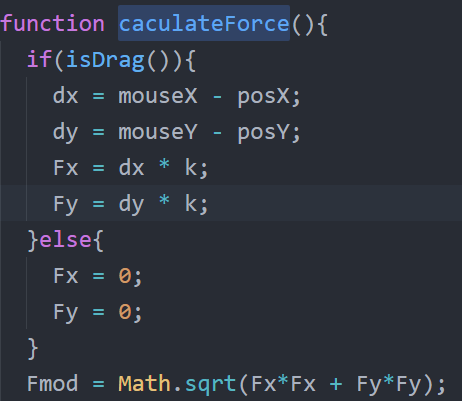 function caculateForce(){
  if(isDrag()){
    dx = mouseX - posX;
    dy = mouseY - posY;
    Fx = dx * k;
    Fy = dy * k;
  }else{
    Fx = 0;
    Fy = 0;
  }
  Fmod = Math.sqrt(Fx*Fx + Fy*Fy);